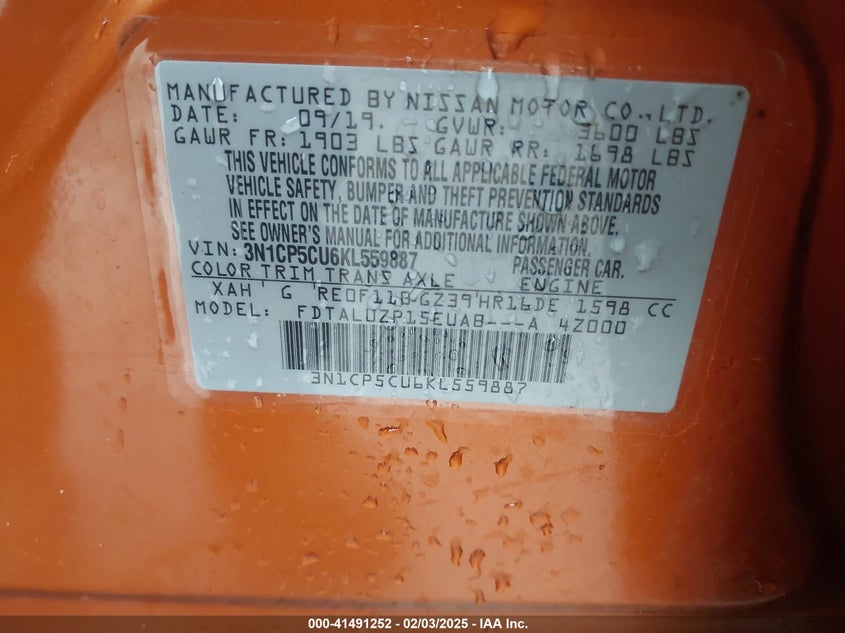 MANUFACTURED BY NISSAN MOTOR CO.,LTD.
DATE: 09/19. GVWR: 3600 LBS
GAWR FR: 1903 LBS GAWR RR: 1698 LBS
THIS VEHICLE CONFORMS TO ALL APPLICABLE FEDERAL MOTOR
VEHICLE SAFETY, BUMPER AND THEFT PREVENTION STANDARDS
IN EFFECT ON THE DATE OF MANUFACTURE SHOWN ABOVE.
SEE OWNER'S MANUAL FOR ADDITIONAL INFORMATION.
VIN: 3N1CP5CU6KL559887 PASSENGER CAR.
COLOR TRIM TRANS AXLE ENGINE
XAH G RE0F11B-GZ39 HR16DE 1598 CC
MODEL: FDTALUZP15EUAB---A 4Z000
3N1CP5CU6KL559887
000-41491252 - 02/03/2025 - IAA Inc.